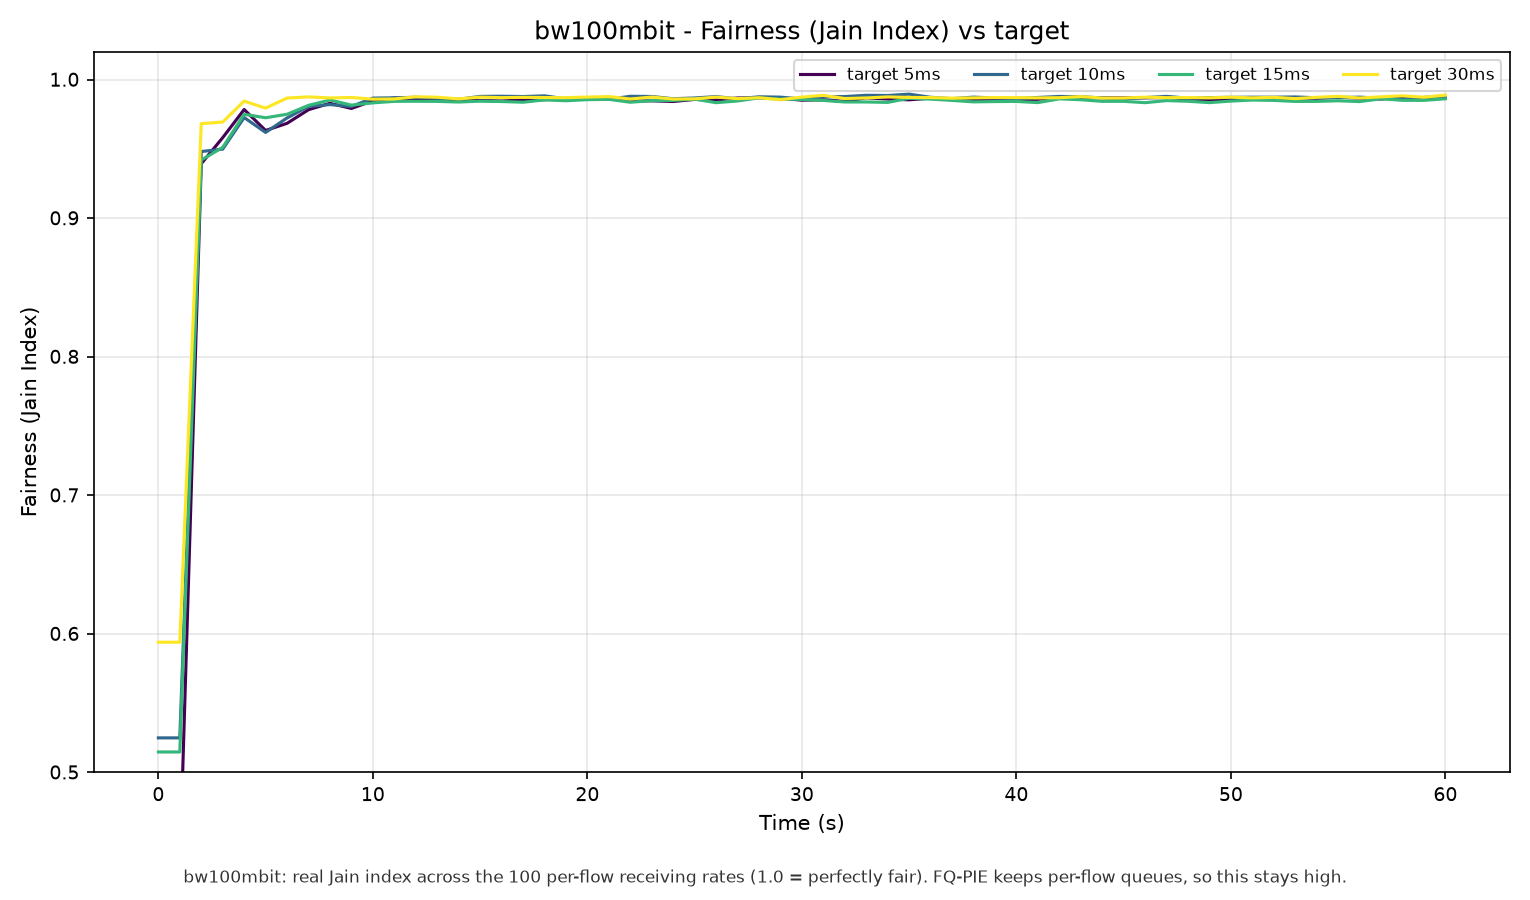 bw100mbit - Fairness (Jain Index) vs target
target 5ms
target 10ms
target 15ms
target 30ms
Fairness (Jain Index)
1.0
0.9
0.8
0.7
0.6
0.5
0
10
20
30
40
50
60
Time (s)
bw100mbit: real Jain index across the 100 per-flow receiving rates (1.0 = perfectly fair). FQ-PIE keeps per-flow queues, so this stays high.